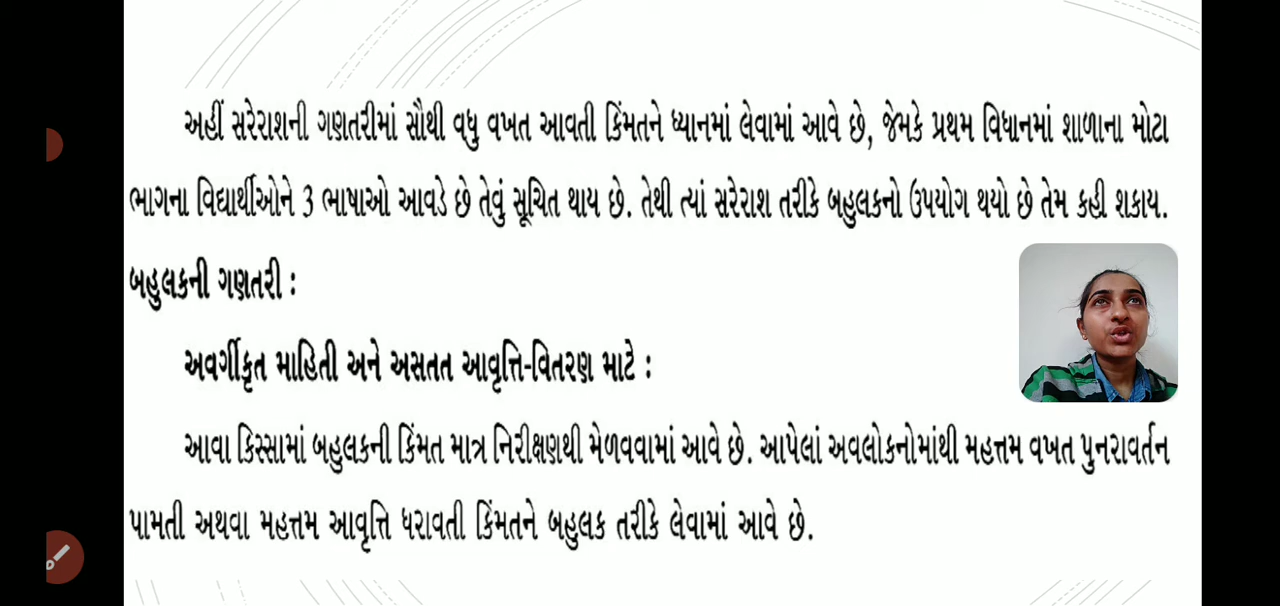 અહીં સરેરાશની ગણતરીમાં સૌથી વધુ વખત આવતી કિંમતને ધ્યાનમાં લેવામાં આવે છે, જેમકે પ્રથમ વિધાનમાં શાળાના મોટા
ભાગના વિદ્યાર્થીઓને 3 ભાષાઓ આવડે છે તેવું સૂચિત થાય છે. તેથી ત્યાં સરેરાશ તરીકે બહુલકનો ઉપયોગ થયો છે તેમ કહી શકાય.
બહુલકની ગણતરી :
અવર્ગીકૃત માહિતી અને અસતત આવૃત્તિ-વિતરણ માટે :
આવા કિસ્સામાં બહુલકની કિંમત માત્ર નિરીક્ષણથી મેળવવામાં આવે છે. આપેલાં અવલોકનોમાંથી મહત્તમ વખત પુનરાવર્તન
પામતી અથવા મહત્તમ આવૃત્તિ ધરાવતી કિંમતને બહુલક તરીકે લેવામાં આવે છે.